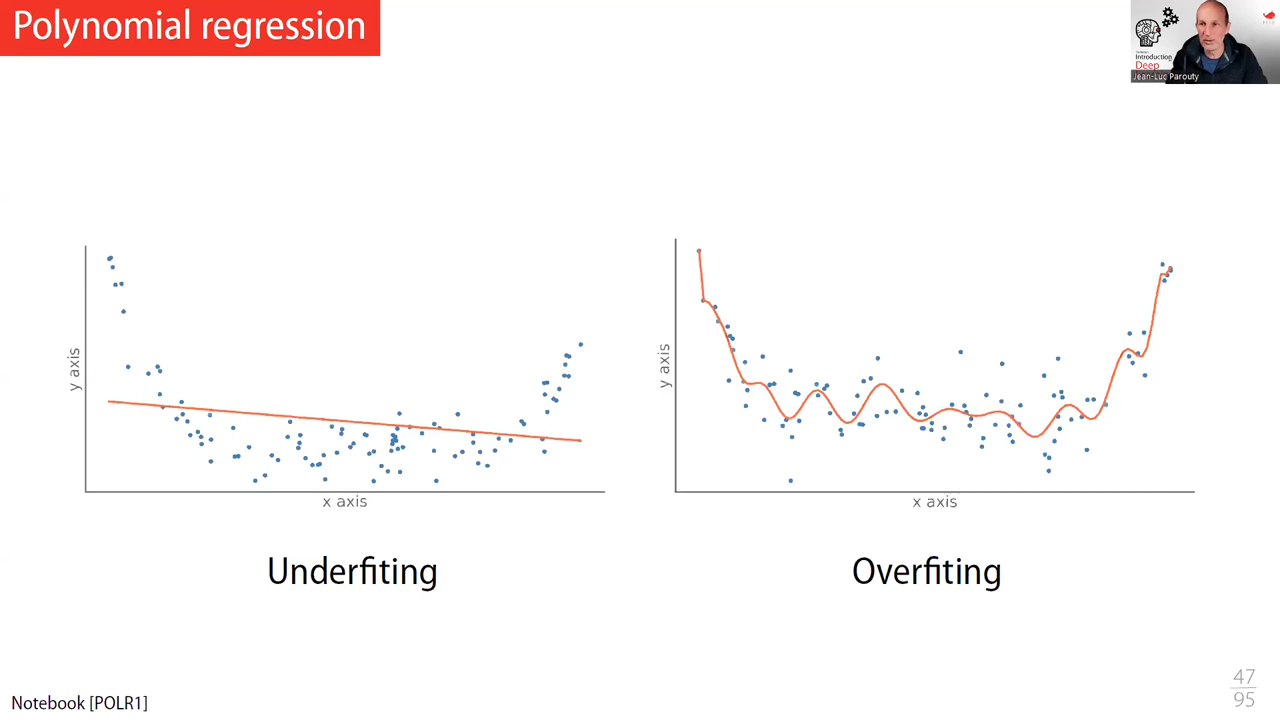 Polynomial regression
Introduction
Deep
Jean-Luc Parouty
y axis
x axis
y axis
x axis
Underfiting
Overfiting
Notebook [POLR1]
47
95